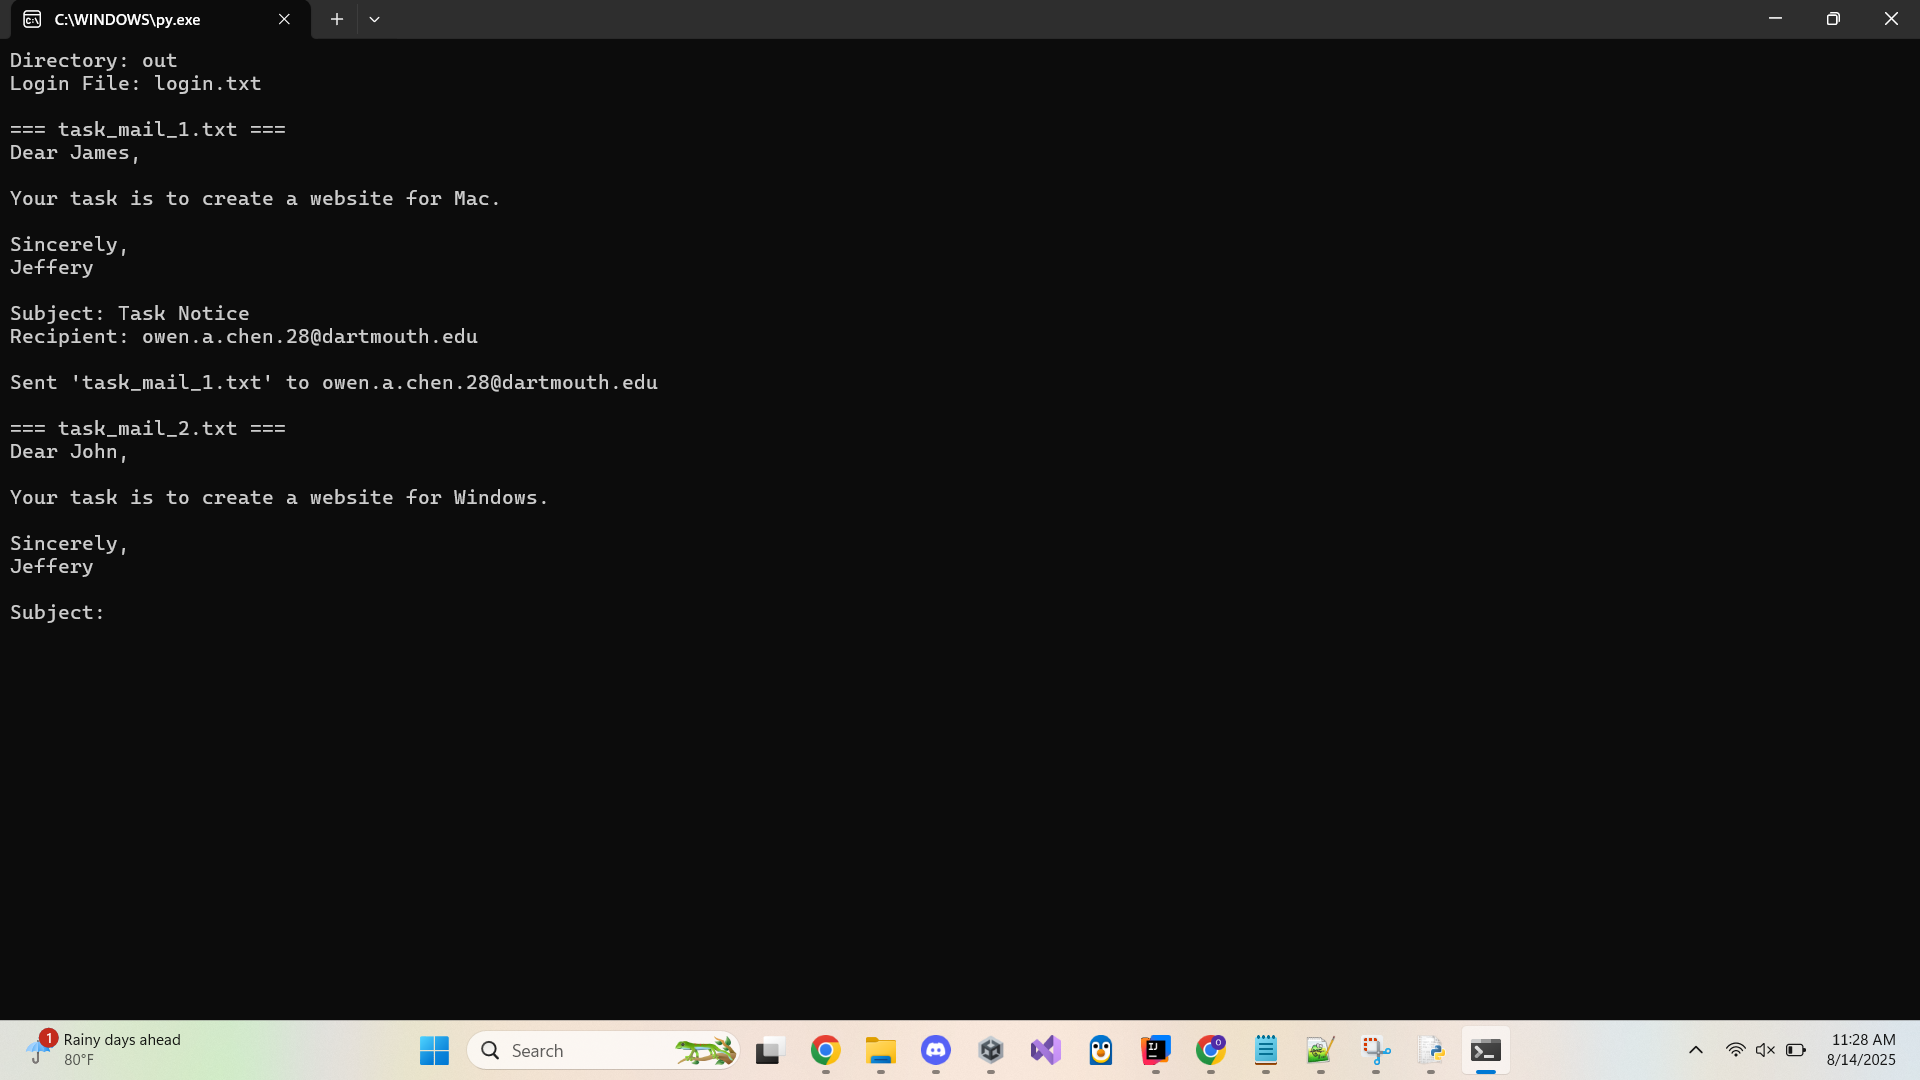 C:\WINDOWS\py.exe
Directory: out
Login File: login.txt
=== task_mail_1.txt ===
Dear James,
Your task is to create a website for Mac.
Sincerely,
Jeffery
Subject: Task Notice
Recipient: owen.a.chen.28@dartmouth.edu
Sent 'task_mail_1.txt' to owen.a.chen.28@dartmouth.edu
=== task_mail_2.txt ===
Dear John,
Your task is to create a website for Windows.
Sincerely,
Jeffery
Subject:
1
Rainy days ahead
80°F
Search
IJ
O
11:28 AM
8/14/2025